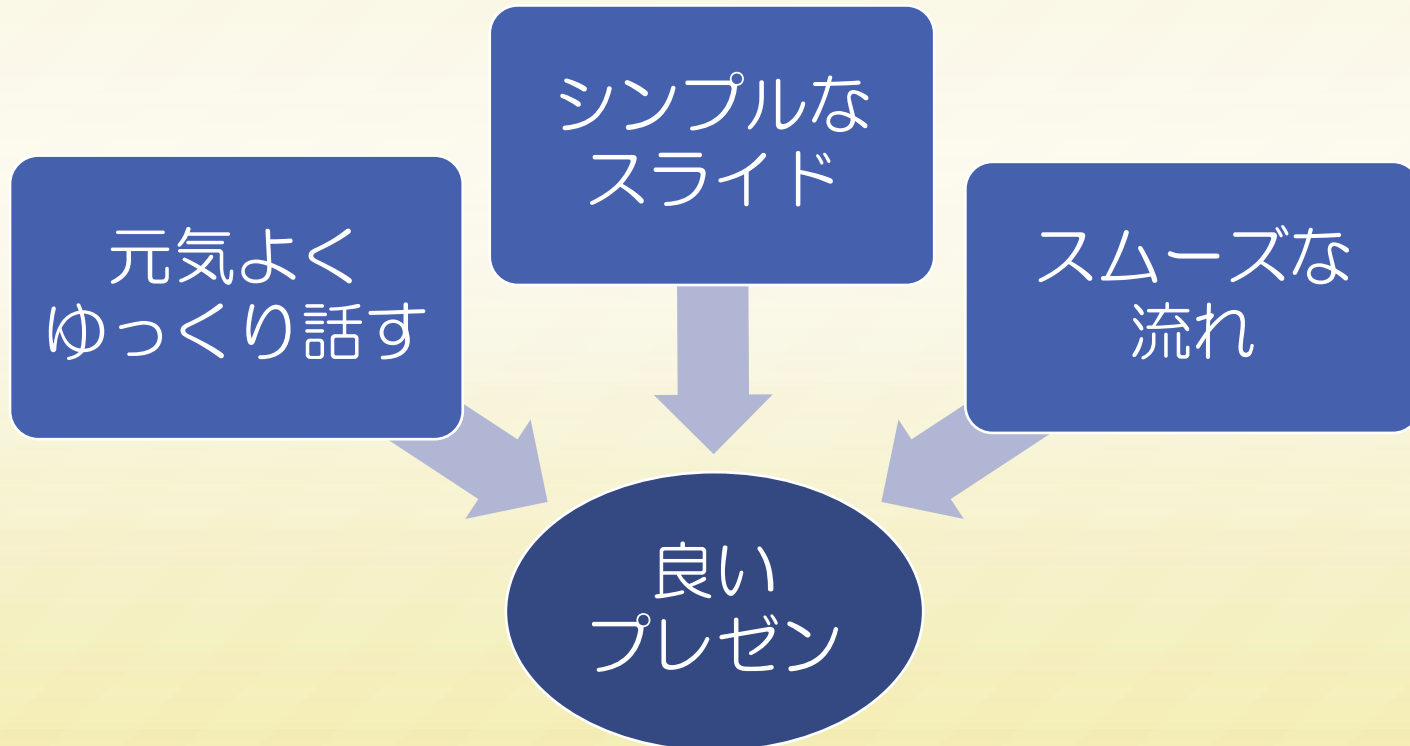 シンプルな
スライド
元気よく
ゆっくり話す
スムーズな
流れ
良い
プレゼン